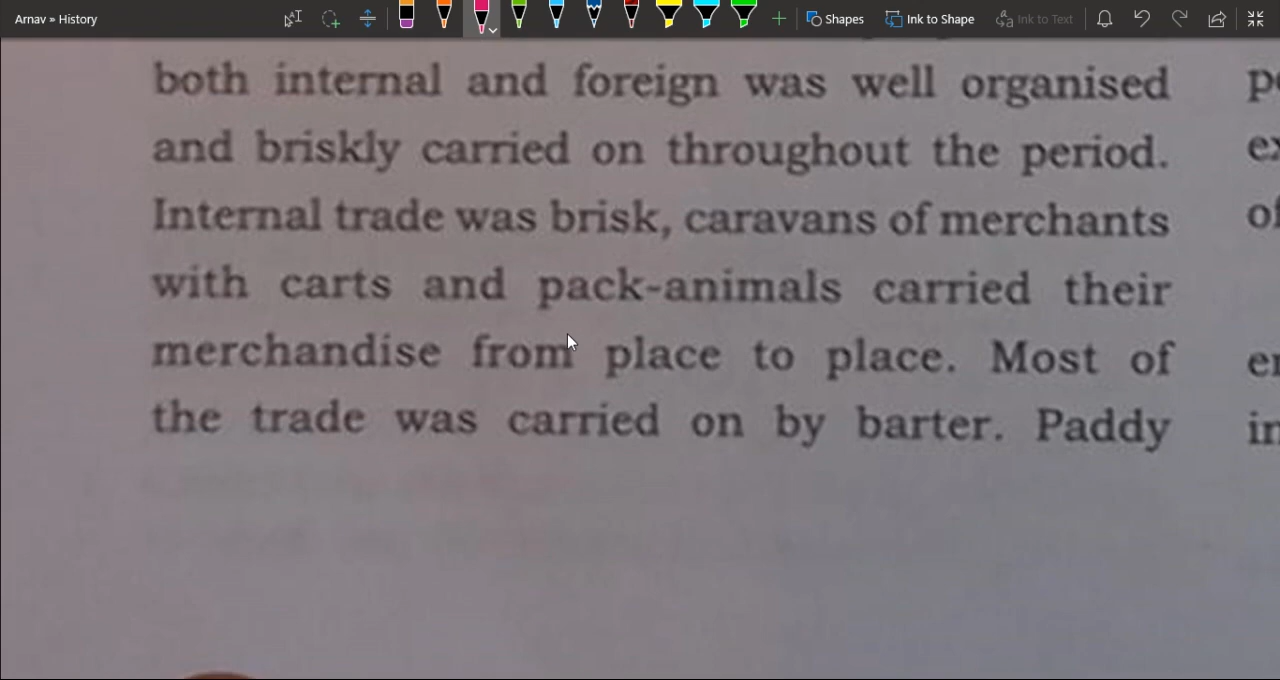 Arnav » History
Shapes
Ink to Shape
Ink to Text
both internal and foreign was well organised
and briskly carried on throughout the period.
Internal trade was brisk, caravans of merchants
with carts and pack-animals carried their
merchandise from place to place. Most of
the trade was carried on by barter. Paddy
of
in